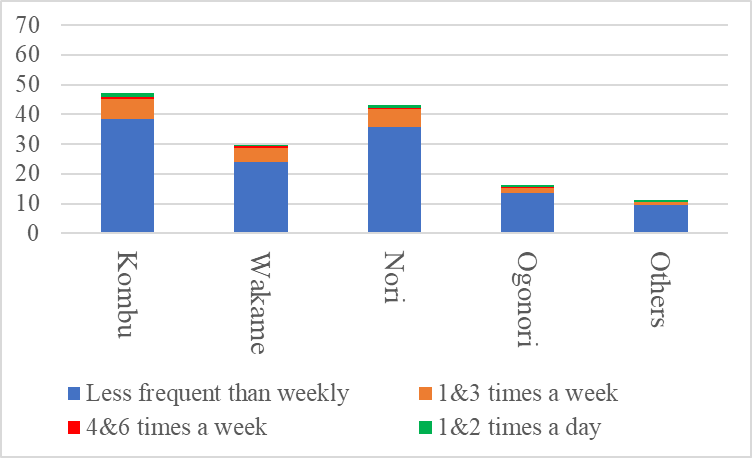 70
60
50
40
30
20
10
0
Kombu
Wakame
Nori
Ogonori
Others
Less frequent than weekly
1&3 times a week
4&6 times a week
1&2 times a day